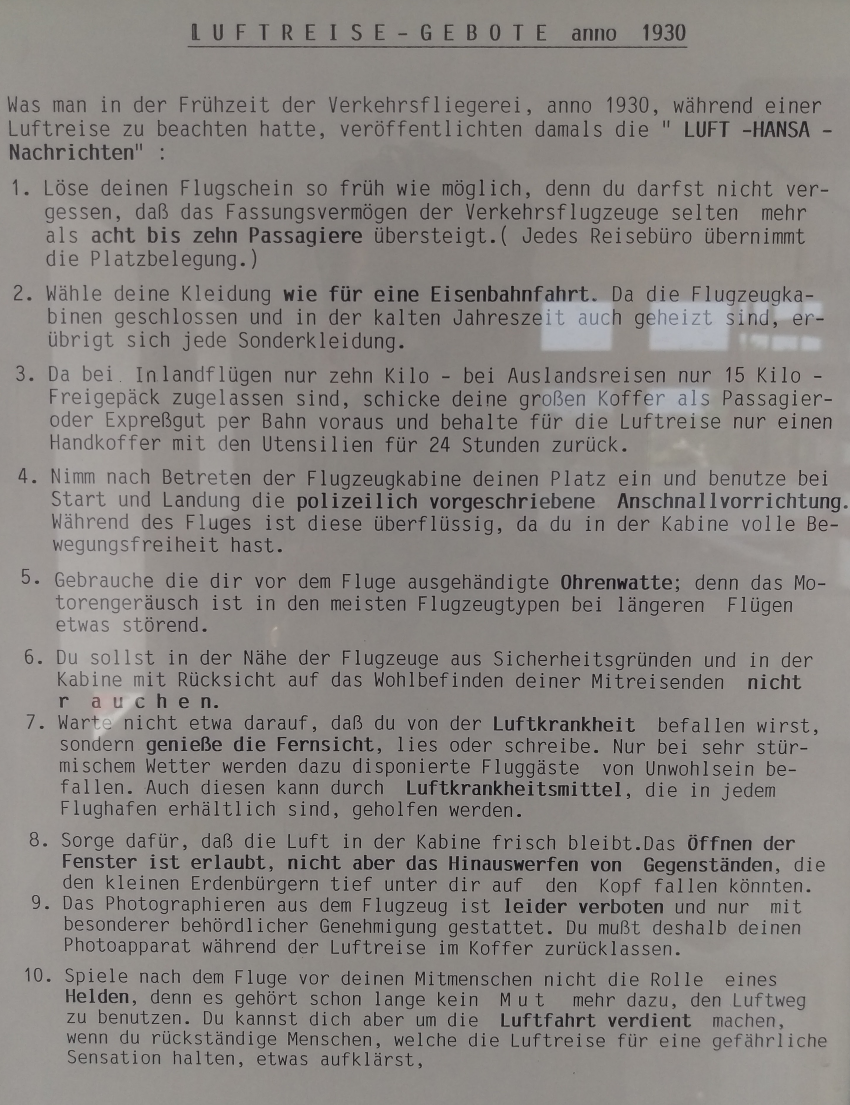 LUFTREISE-GEBOTE anno 1930
Was man in der Frühzeit der Verkehrsfliegerei, anno 1930, während einer
Luftreise zu beachten hatte, veröffentlichten damals die " LUFT -HANSA -
Nachrichten" :
1. Löse deinen Flugschein so früh wie möglich, denn du darfst nicht ver-
gessen, daß das Fassungsvermögen der Verkehrsflugzeuge selten mehr
als acht bis zehn Passagiere übersteigt.( Jedes Reisebüro übernimmt
die Platzbelegung.)
2. Wähle deine Kleidung wie für eine Eisenbahnfahrt. Da die Flugzeugka-
binen geschlossen und in der kalten Jahreszeit auch geheizt sind, er-
übrigt sich jede Sonderkleidung.
3. Da bei Inlandflügen nur zehn Kilo - bei Auslandsreisen nur 15 Kilo -
Freigepäck zugelassen sind, schicke deine großen Koffer als Passagier-
oder Expreßgut per Bahn voraus und behalte für die Luftreise nur einen
Handkoffer mit den Utensilien für 24 Stunden zurück.
4. Nimm nach Betreten der Flugzeugkabine deinen Platz ein und benutze bei
Start und Landung die polizeilich vorgeschriebene Anschnallvorrichtung.
Während des Fluges ist diese überflüssig, da du in der Kabine volle Be-
wegungsfreiheit hast.
5. Gebrauche die dir vor dem Fluge ausgehändigte Ohrenwatte; denn das Mo-
torengeräusch ist in den meisten Flugzeugtypen bei längeren Flügen
etwas störend.
6. Du sollst in der Nähe der Flugzeuge aus Sicherheitsgründen und in der
Kabine mit Rücksicht auf das Wohlbefinden deiner Mitreisenden nicht
r a u c h e n.
7. Warte nicht etwa darauf, daß du von der Luftkrankheit befallen wirst,
sondern genieße die Fernsicht, lies oder schreibe. Nur bei sehr stür-
mischem Wetter werden dazu disponierte Fluggäste von Unwohlsein be-
fallen. Auch diesen kann durch Luftkrankheitsmittel, die in jedem
Flughafen erhältlich sind, geholfen werden.
8. Sorge dafür, daß die Luft in der Kabine frisch bleibt.Das Öffnen der
Fenster ist erlaubt, nicht aber das Hinauswerfen von Gegenständen, die
den kleinen Erdenbürgern tief unter dir auf den Kopf fallen könnten.
9. Das Photographieren aus dem Flugzeug ist leider verboten und nur mit
besonderer behördlicher Genehmigung gestattet. Du mußt deshalb deinen
Photoapparat während der Luftreise im Koffer zurücklassen.
10. Spiele nach dem Fluge vor deinen Mitmenschen nicht die Rolle eines
Helden, denn es gehört schon lange kein M u t mehr dazu, den Luftweg
zu benutzen. Du kannst dich aber um die Luftfahrt verdient machen,
wenn du rückständige Menschen, welche die Luftreise für eine gefährliche
Sensation halten, etwas aufklärst,